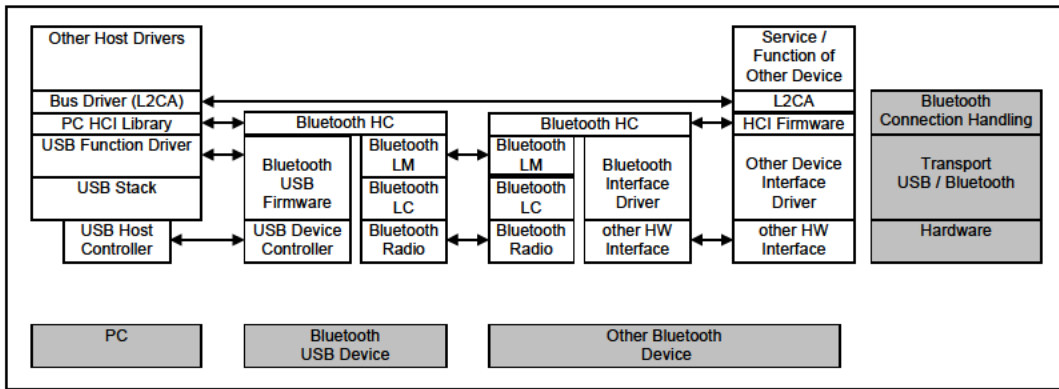 Other Host Drivers
Bus Driver (L2CA)
PC HCI Library
USB Function Driver
USB Stack
USB Host
Controller
Bluetooth HC
Bluetooth
USB
Firmware
USB Device
Controller
Bluetooth
LM
Bluetooth
LC
Bluetooth
Radio
Bluetooth HC
Bluetooth
LM
Bluetooth
LC
Bluetooth
Radio
Bluetooth
Interface
Driver
other HW
Interface
Service /
Function of
Other Device
L2CA
HCI Firmware
Other Device
Interface
Driver
other HW
Interface
Bluetooth
Connection Handling
Transport
USB / Bluetooth
Hardware
PC
Bluetooth
USB Device
Other Bluetooth
Device